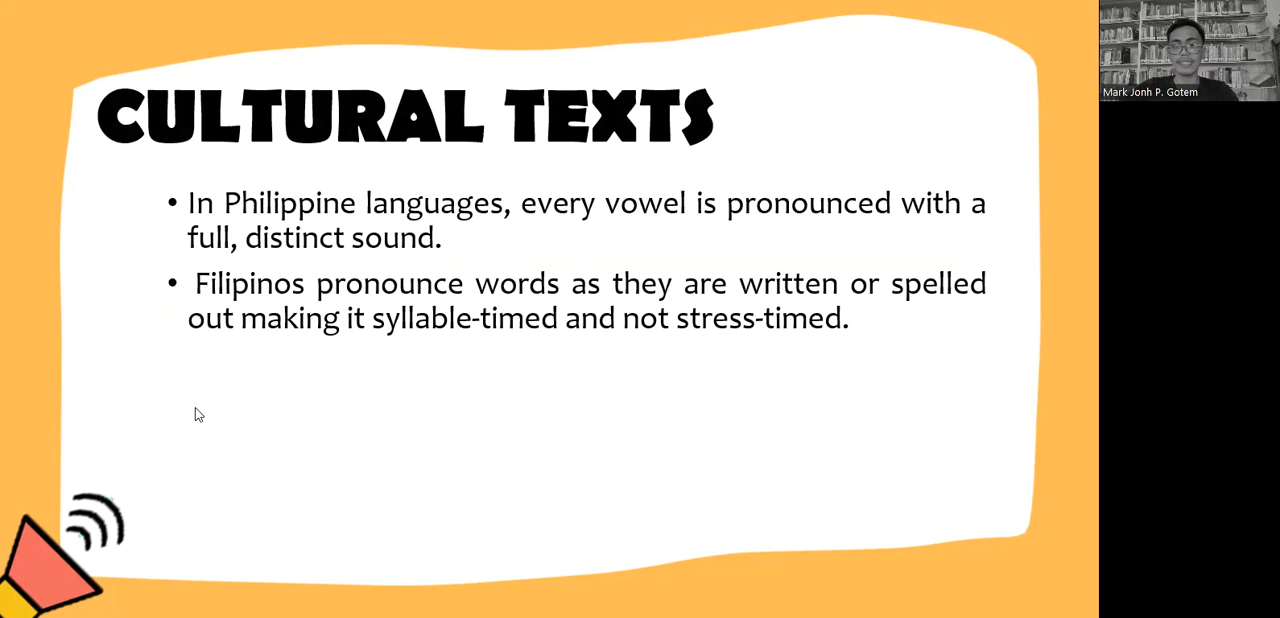 CULTURAL TEXTS
• In Philippine languages, every vowel is pronounced with a
full, distinct sound.
• Filipinos pronounce words as they are written or spelled
out making it syllable-timed and not stress-timed.
Mark Jonh P. Gotem